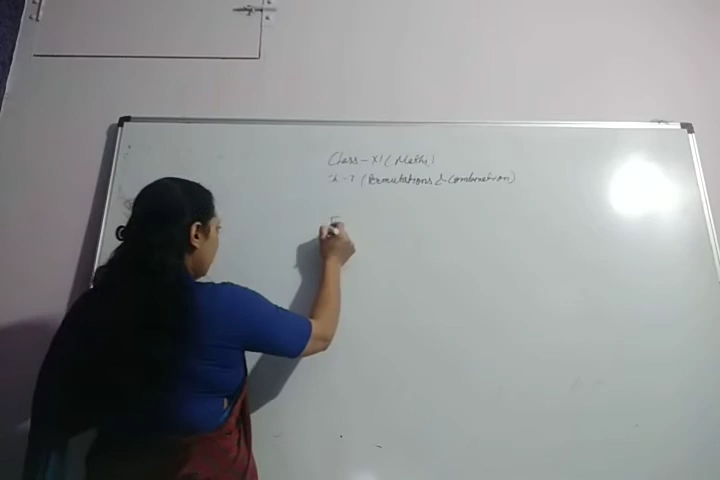 Class - XI (Maths)
Ch - 7 (Permutations & Combination)
E